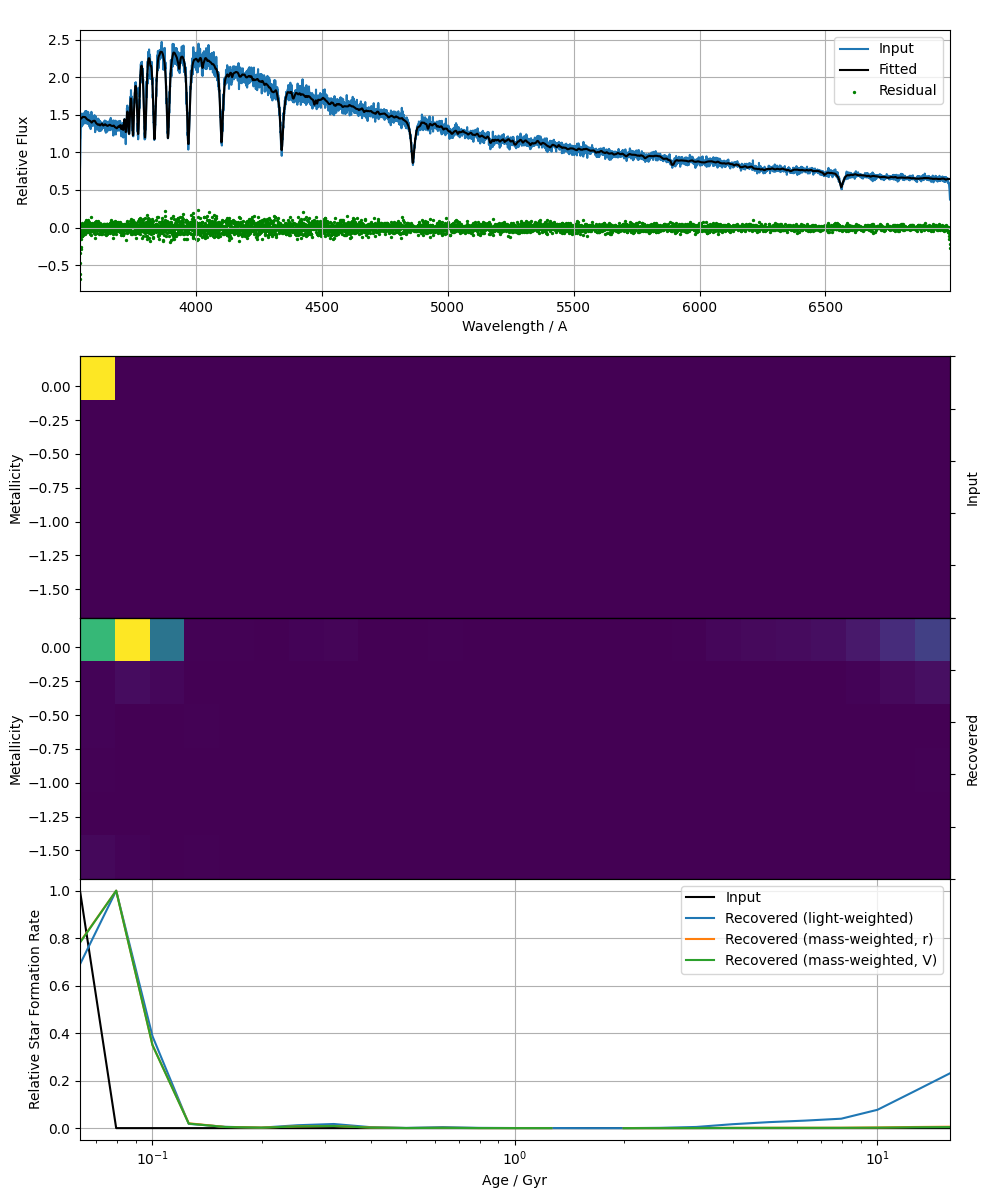 2.5
2.0
1.5
1.0
0.5
0.0
−0.5
Relative Flux
Input
Fitted
Residual
4000
4500
5000
5500
6000
6500
Wavelength / A
0.00
−0.25
−0.50
−0.75
−1.00
−1.25
−1.50
Metallicity
Input
0.00
−0.25
−0.50
−0.75
−1.00
−1.25
−1.50
Metallicity
Recovered
1.0
0.8
0.6
0.4
0.2
0.0
Relative Star Formation Rate
Input
Recovered (light-weighted)
Recovered (mass-weighted, r)
Recovered (mass-weighted, V)
10⁻¹
10⁰
10¹
Age / Gyr